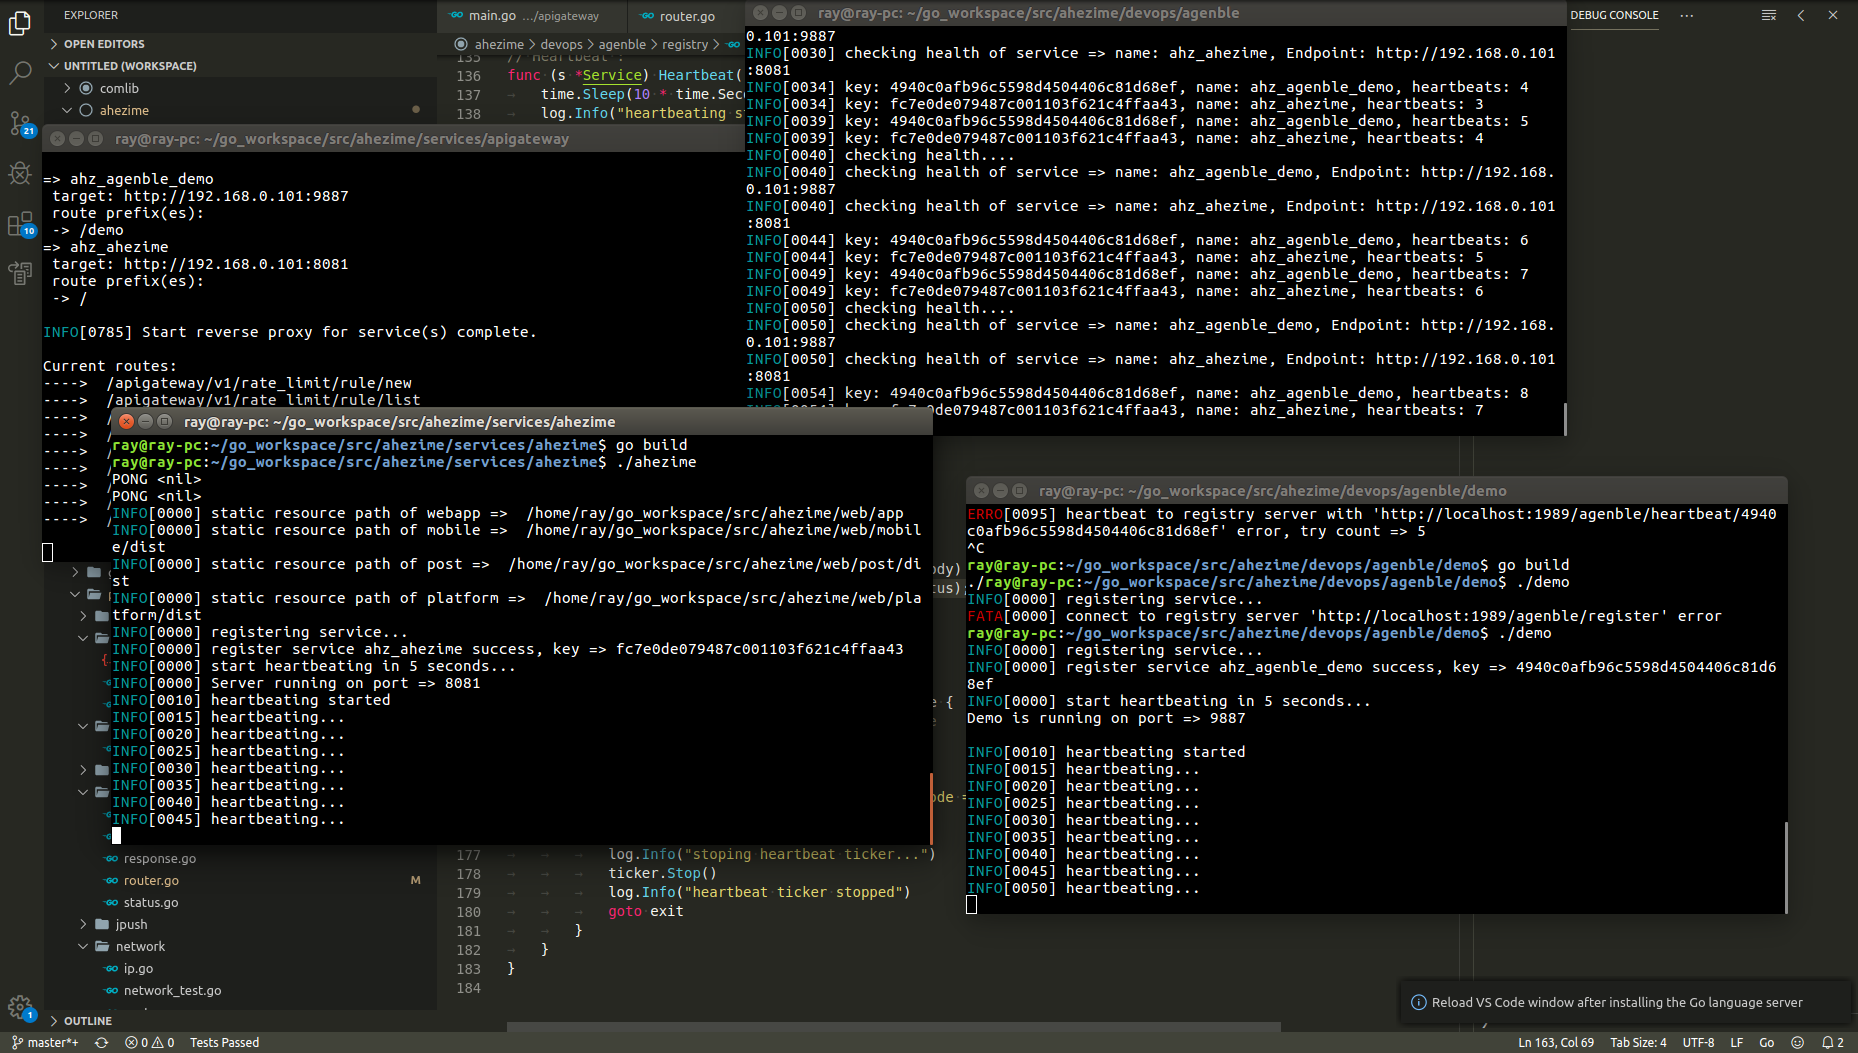 EXPLORER
OPEN EDITORS
UNTITLED (WORKSPACE)
comlib
ahezime
main.go .../apigateway
router.go
ahezime > devops > agenble > registry >
135 // Heartbeat :
136 func (s *Service) Heartbeat(
137 time.Sleep(10 * time.Sec
138 log.Info("heartbeating s
ray@ray-pc: ~/go_workspace/src/ahezime/devops/agenble
0.101:9887
INFO[0030] checking health of service => name: ahz_ahezime, Endpoint: http://192.168.0.101
:8081
INFO[0034] key: 4940c0afb96c5598d4504406c81d68ef, name: ahz_agenble_demo, heartbeats: 4
INFO[0034] key: fc7e0de079487c001103f621c4ffaa43, name: ahz_ahezime, heartbeats: 3
INFO[0039] key: 4940c0afb96c5598d4504406c81d68ef, name: ahz_agenble_demo, heartbeats: 5
INFO[0039] key: fc7e0de079487c001103f621c4ffaa43, name: ahz_ahezime, heartbeats: 4
INFO[0040] checking health....
INFO[0040] checking health of service => name: ahz_agenble_demo, Endpoint: http://192.168.
0.101:9887
INFO[0040] checking health of service => name: ahz_ahezime, Endpoint: http://192.168.0.101
:8081
INFO[0044] key: 4940c0afb96c5598d4504406c81d68ef, name: ahz_agenble_demo, heartbeats: 6
INFO[0044] key: fc7e0de079487c001103f621c4ffaa43, name: ahz_ahezime, heartbeats: 5
INFO[0049] key: 4940c0afb96c5598d4504406c81d68ef, name: ahz_agenble_demo, heartbeats: 7
INFO[0049] key: fc7e0de079487c001103f621c4ffaa43, name: ahz_ahezime, heartbeats: 6
INFO[0050] checking health....
INFO[0050] checking health of service => name: ahz_agenble_demo, Endpoint: http://192.168.
0.101:9887
INFO[0050] checking health of service => name: ahz_ahezime, Endpoint: http://192.168.0.101
:8081
INFO[0054] key: 4940c0afb96c5598d4504406c81d68ef, name: ahz_agenble_demo, heartbeats: 8
de079487c001103f621c4ffaa43, name: ahz_ahezime, heartbeats: 7
DEBUG CONSOLE
ray@ray-pc: ~/go_workspace/src/ahezime/services/apigateway
=> ahz_agenble_demo
target: http://192.168.0.101:9887
route prefix(es):
-> /demo
=> ahz_ahezime
target: http://192.168.0.101:8081
route prefix(es):
-> /
INFO[0785] Start reverse proxy for service(s) complete.
Current routes:
----> /apigateway/v1/rate_limit/rule/new
----> /apigateway/v1/rate_limit/rule/list
----> /
----> /
----> /
----> /
----> /
----> /
----> /
ray@ray-pc: ~/go_workspace/src/ahezime/services/ahezime
ray@ray-pc:~/go_workspace/src/ahezime/services/ahezime$ go build
ray@ray-pc:~/go_workspace/src/ahezime/services/ahezime$ ./ahezime
PONG <nil>
PONG <nil>
INFO[0000] static resource path of webapp =>  /home/ray/go_workspace/src/ahezime/web/app
INFO[0000] static resource path of mobile =>  /home/ray/go_workspace/src/ahezime/web/mobil
e/dist
INFO[0000] static resource path of post =>  /home/ray/go_workspace/src/ahezime/web/post/di
st
INFO[0000] static resource path of platform =>  /home/ray/go_workspace/src/ahezime/web/pla
tform/dist
INFO[0000] registering service...
INFO[0000] register service ahz_ahezime success, key => fc7e0de079487c001103f621c4ffaa43
INFO[0000] start heartbeating in 5 seconds...
INFO[0000] Server running on port => 8081
INFO[0010] heartbeating started
INFO[0015] heartbeating...
INFO[0020] heartbeating...
INFO[0025] heartbeating...
INFO[0030] heartbeating...
INFO[0035] heartbeating...
INFO[0040] heartbeating...
INFO[0045] heartbeating...
ray@ray-pc: ~/go_workspace/src/ahezime/devops/agenble/demo
ERRO[0095] heartbeat to registry server with 'http://localhost:1989/agenble/heartbeat/4940
c0afb96c5598d4504406c81d68ef' error, try count => 5
^C
ray@ray-pc:~/go_workspace/src/ahezime/devops/agenble/demo$ go build
./ray@ray-pc:~/go_workspace/src/ahezime/devops/agenble/demo$ ./demo
INFO[0000] registering service...
FATA[0000] connect to registry server 'http://localhost:1989/agenble/register' error
ray@ray-pc:~/go_workspace/src/ahezime/devops/agenble/demo$ ./demo
INFO[0000] registering service...
INFO[0000] register service ahz_agenble_demo success, key => 4940c0afb96c5598d4504406c81d6
8ef
INFO[0000] start heartbeating in 5 seconds...
Demo is running on port => 9887
INFO[0010] heartbeating started
INFO[0015] heartbeating...
INFO[0020] heartbeating...
INFO[0025] heartbeating...
INFO[0030] heartbeating...
INFO[0035] heartbeating...
INFO[0040] heartbeating...
INFO[0045] heartbeating...
INFO[0050] heartbeating...
response.go
router.go M
status.go
jpush
network
ip.go
network_test.go
OUTLINE
177 log.Info("stoping heartbeat ticker...")
178 ticker.Stop()
179 log.Info("heartbeat ticker stopped")
180 goto exit
181 }
182 }
183 }
184
Reload VS Code window after installing the Go language server
master*+ 0 0 Tests Passed
Ln 163, Col 69 Tab Size: 4 UTF-8 LF Go 2
21
10
1